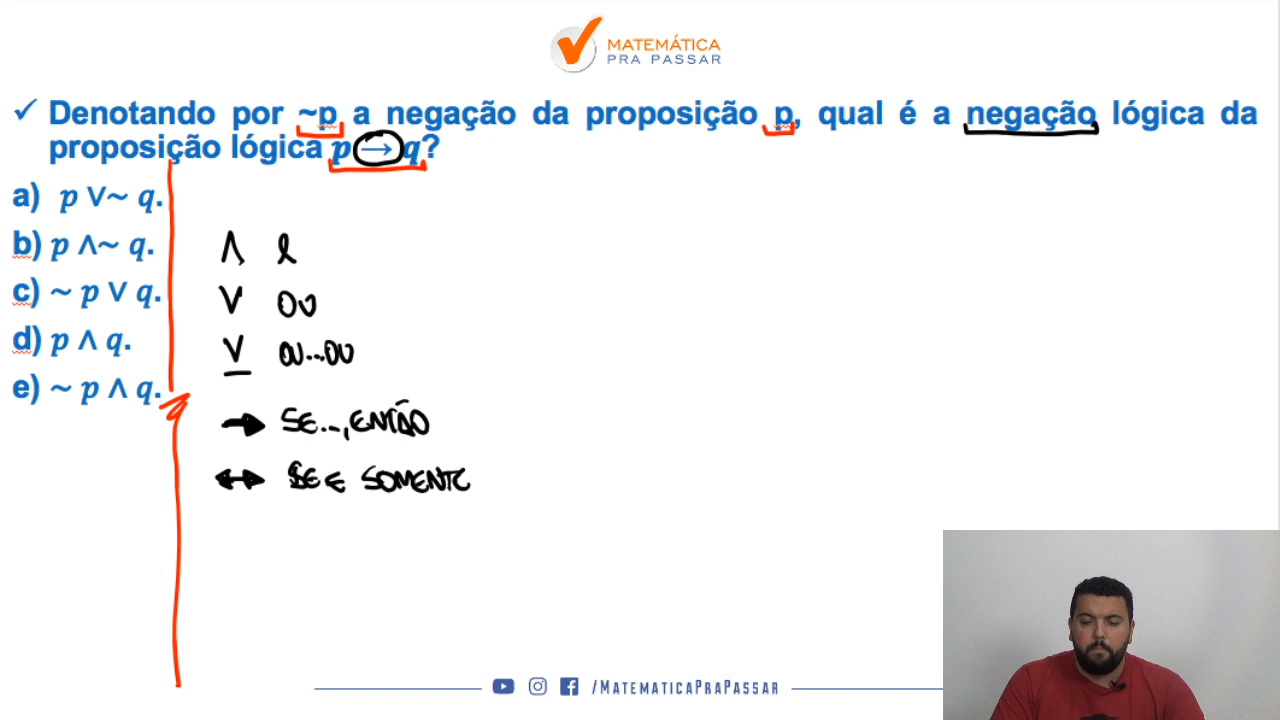 MATEMÁTICA
PRA PASSAR
✓ Denotando por ~p a negação da proposição p, qual é a negação lógica da
proposição lógica p → q?
a) p ∨~ q.
b) p ∧~ q.
c) ~ p ∨ q.
d) p ∧ q.
e) ~ p ∧ q.
∧ e
∨ OU
⊻ OU...OU
→ SE..., ENTÃO
↔ SE E SOMENTE
/MATEMATICAPRAPASSAR